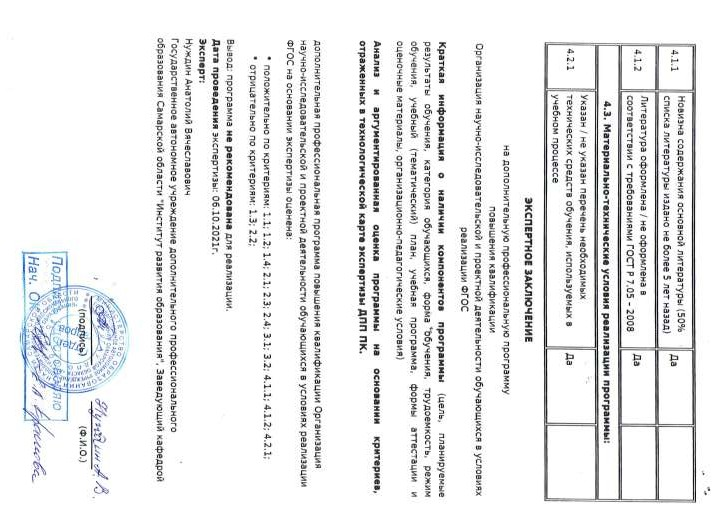 4.1.1 Новизна содержания основной литературы (50% Да
списка литературы издано не более 5 лет назад)
4.1.2 Литература оформлена / не оформлена в Да
соответствии с требованиями ГОСТ Р 7.05 - 2008
4.3. Материально-технические условия реализации программы:
4.2.1 Указан / не указан перечень необходимых Да
технических средств обучения, используемых в
учебном процессе
ЭКСПЕРТНОЕ ЗАКЛЮЧЕНИЕ
на дополнительную профессиональную программу
повышения квалификации
Организация научно-исследовательской и проектной деятельности обучающихся в условиях
реализации ФГОС
Краткая информация о наличии компонентов программы (цель, планируемые
результаты обучения, категория обучающихся, форма обучения, трудоемкость, режим
обучения, учебный (тематический) план, учебная программа, формы аттестации и
оценочные материалы, организационно-педагогические условия)
Анализ и аргументированная оценка программы на основании критериев,
отраженных в технологической карте экспертизы ДПП ПК.
дополнительная профессиональная программа повышения квалификации Организация
научно-исследовательской и проектной деятельности обучающихся в условиях реализации
ФГОС на основании экспертизы оценена:
* положительно по критериям: 1.1; 1.2; 1.4; 2.1; 2.3; 2.4; 3.1; 3.2; 4.1.1; 4.1.2; 4.2.1;
* отрицательно по критериям: 1.3; 2.2;
Вывод: программа не рекомендована для реализации.
Дата проведения экспертизы: 06.10.2021г.
Эксперт:
Нуждин Анатолий Вячеславович
Государственное автономное учреждение дополнительного профессионального
образования Самарской области "Институт развития образования", Заведующий кафедрой
Нуждин А. В.
(подпись) (Ф.И.О.)
Нач. ОК